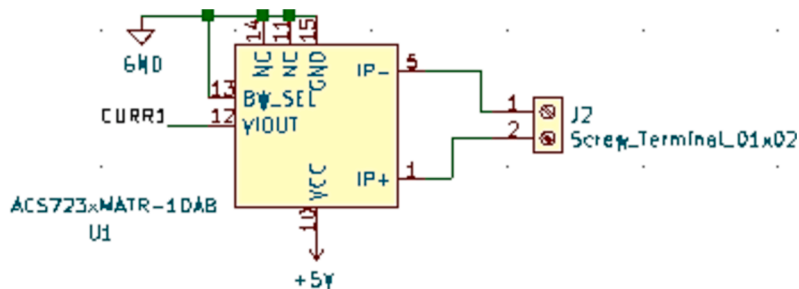 14
11
15
GND
NC
NC
GND
IP-
5
13
BW_SEL
1
J2
CURR1
12
VIOUT
2
Screw_Terminal_01x02
VCC
IP+
1
ACS723xMATR-10AB
10
U1
+5V